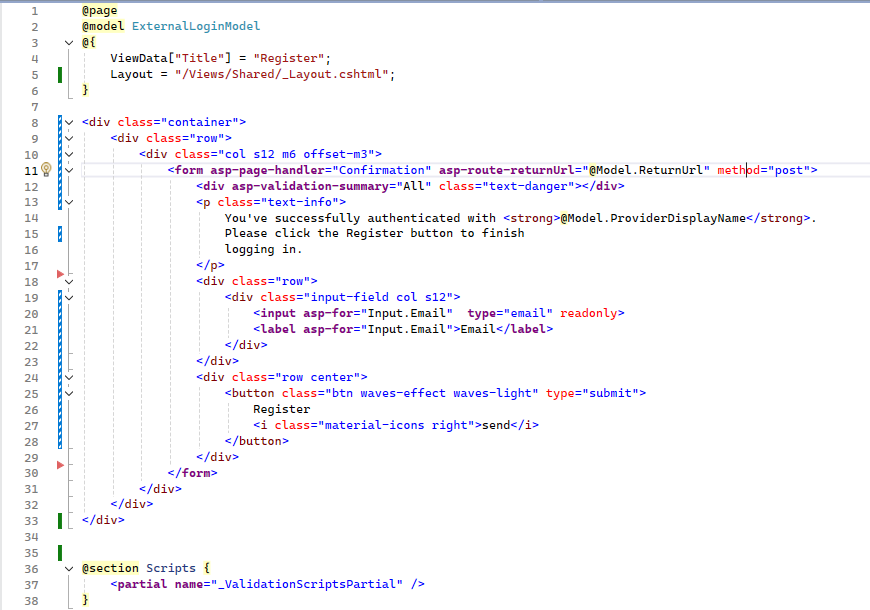 1 @page
2 @model ExternalLoginModel
3 @{
4 ViewData["Title"] = "Register";
5 Layout = "/Views/Shared/_Layout.cshtml";
6 }
7
8 <div class="container">
9 <div class="row">
10 <div class="col s12 m6 offset-m3">
11 <form asp-page-handler="Confirmation" asp-route-returnUrl="@Model.ReturnUrl" method="post">
12 <div asp-validation-summary="All" class="text-danger"></div>
13 <p class="text-info">
14 You've successfully authenticated with <strong>@Model.ProviderDisplayName</strong>.
15 Please click the Register button to finish
16 logging in.
17 </p>
18 <div class="row">
19 <div class="input-field col s12">
20 <input asp-for="Input.Email"  type="email" readonly>
21 <label asp-for="Input.Email">Email</label>
22 </div>
23 </div>
24 <div class="row center">
25 <button class="btn waves-effect waves-light" type="submit">
26 Register
27 <i class="material-icons right">send</i>
28 </button>
29 </div>
30 </form>
31 </div>
32 </div>
33 </div>
34
35
36 @section Scripts {
37 <partial name="_ValidationScriptsPartial" />
38 }